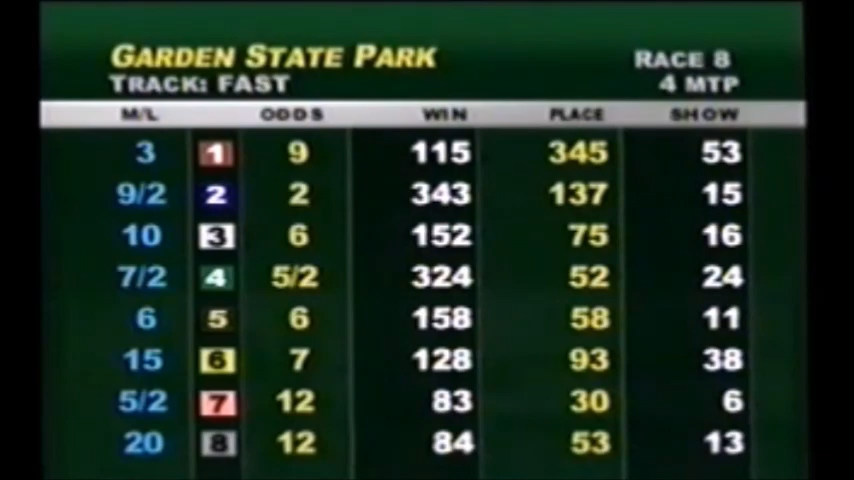 GARDEN STATE PARK RACE 8
TRACK: FAST 4 MTP
M/L ODDS WIN PLACE SHOW
3 1 9 115 345 53
9/2 2 2 343 137 15
10 3 6 152 75 16
7/2 4 5/2 324 52 24
6 5 6 158 58 11
15 6 7 128 93 38
5/2 7 12 83 30 6
20 8 12 84 53 13